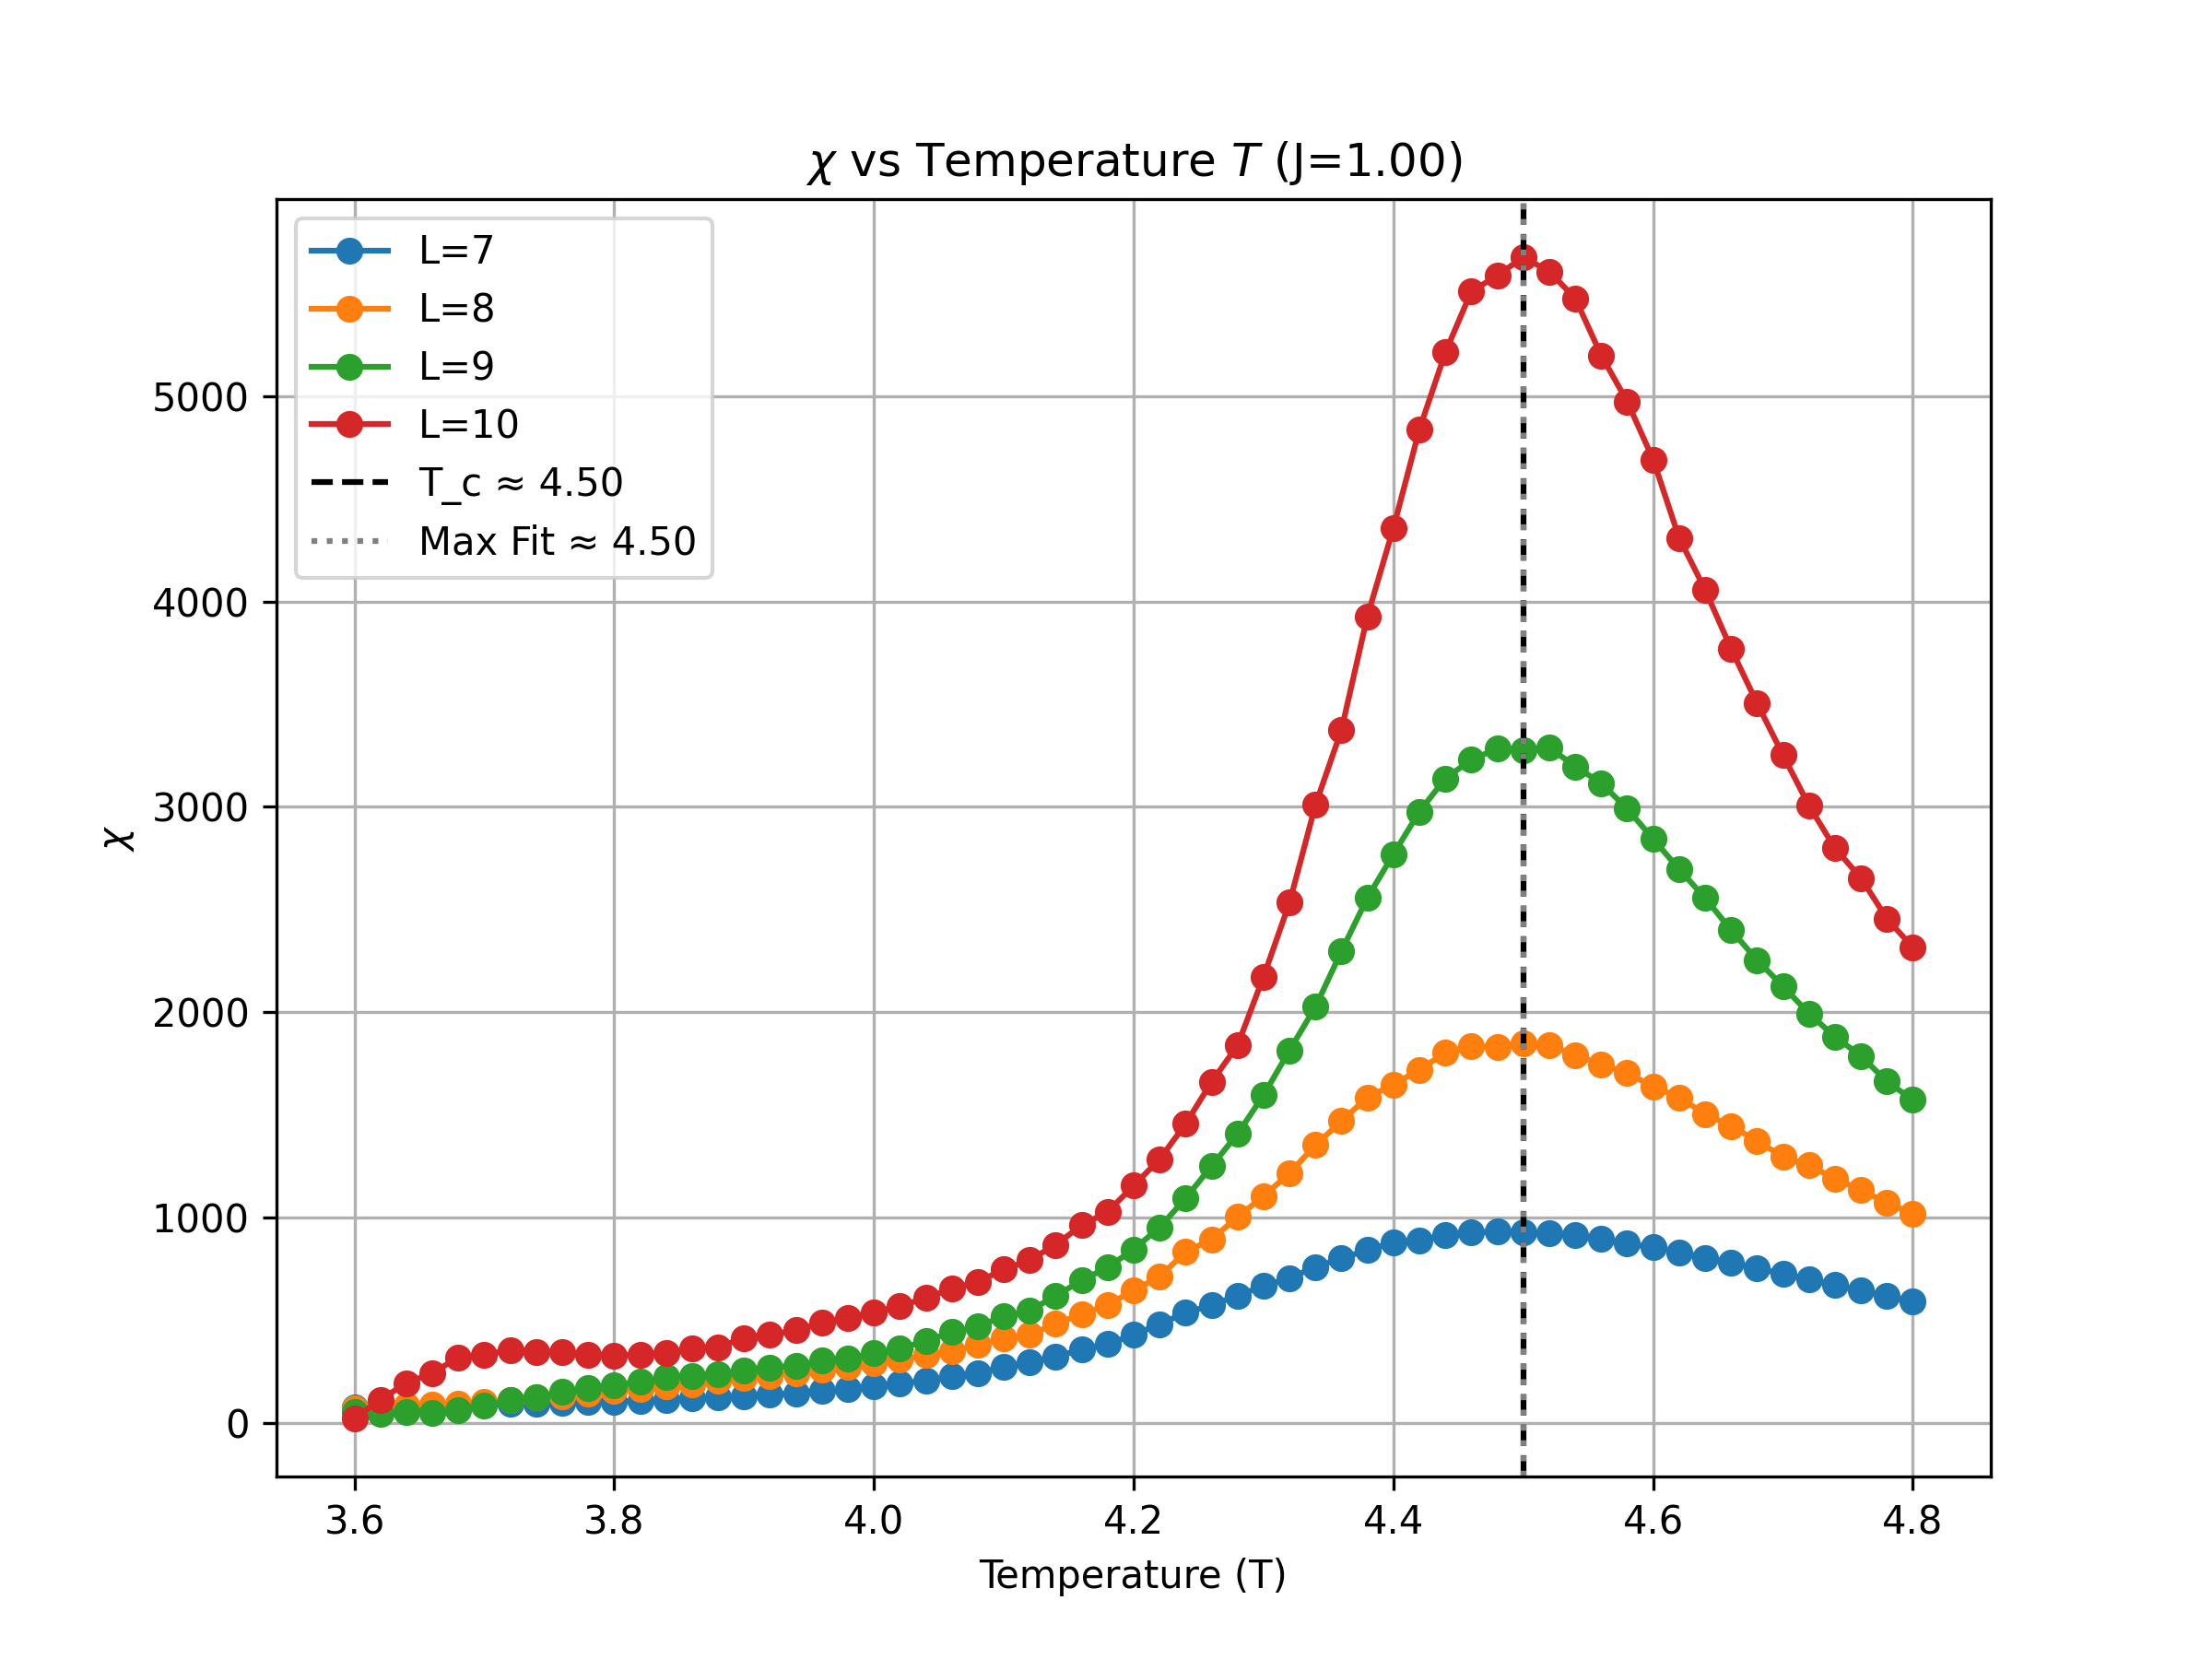 χ vs Temperature T (J=1.00)
L=7
L=8
L=9
L=10
T_c ≈ 4.50
Max Fit ≈ 4.50
5000
4000
3000
2000
1000
0
χ
3.6 3.8 4.0 4.2 4.4 4.6 4.8
Temperature (T)